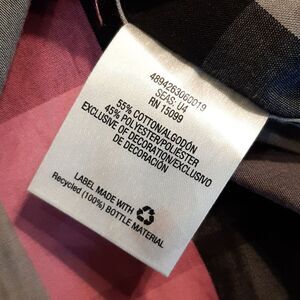 4894263060019
SEAS: U4
RN 15099
55% COTTON/ALGODÓN
45% POLYESTER/POLIÉSTER
EXCLUSIVE OF DECORATION/EXCLUSIVO
DE DECORACIÓN
LABEL MADE WITH
Recycled (100%) BOTTLE MATERIAL